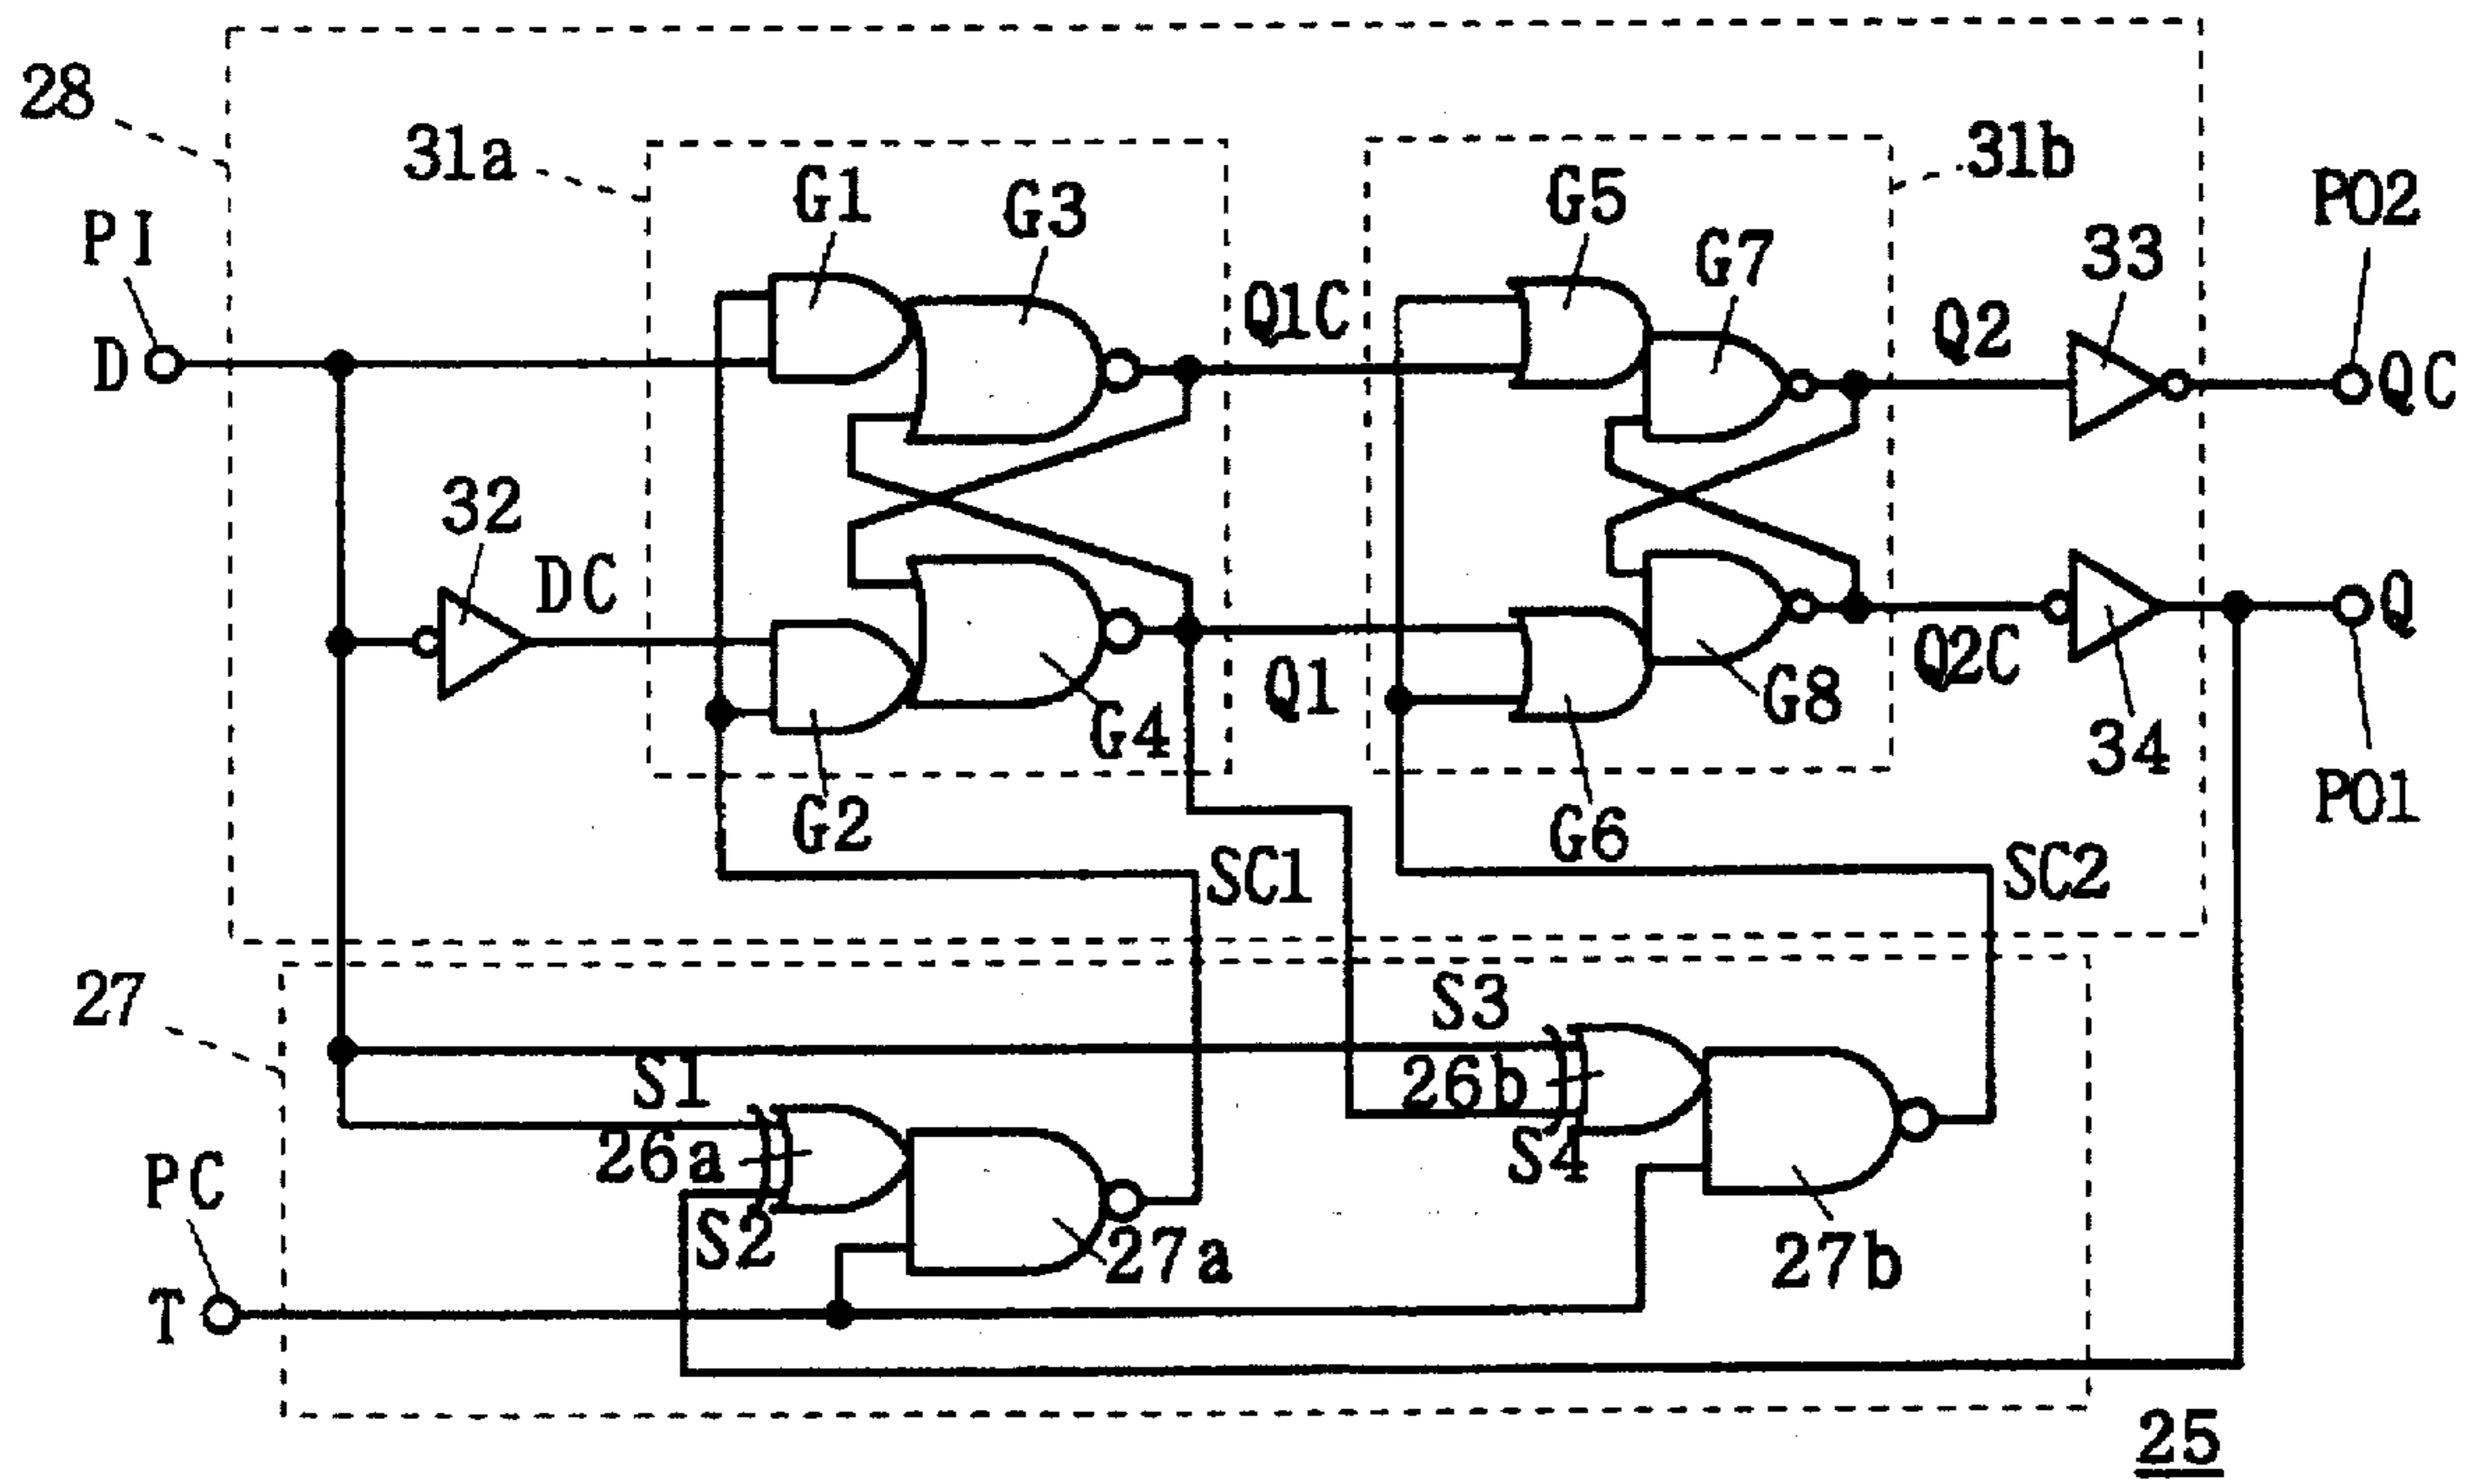 28
31a
G1
G3
G5
G7
31b
PO2
PI
33
D
Q1C
Q2
QC
32
DC
Q
Q1
G4
G8
Q2C
34
G2
G6
PO1
SC1
SC2
27
S3
S1
26b
26a
S4
PC
S2
27a
27b
T
25